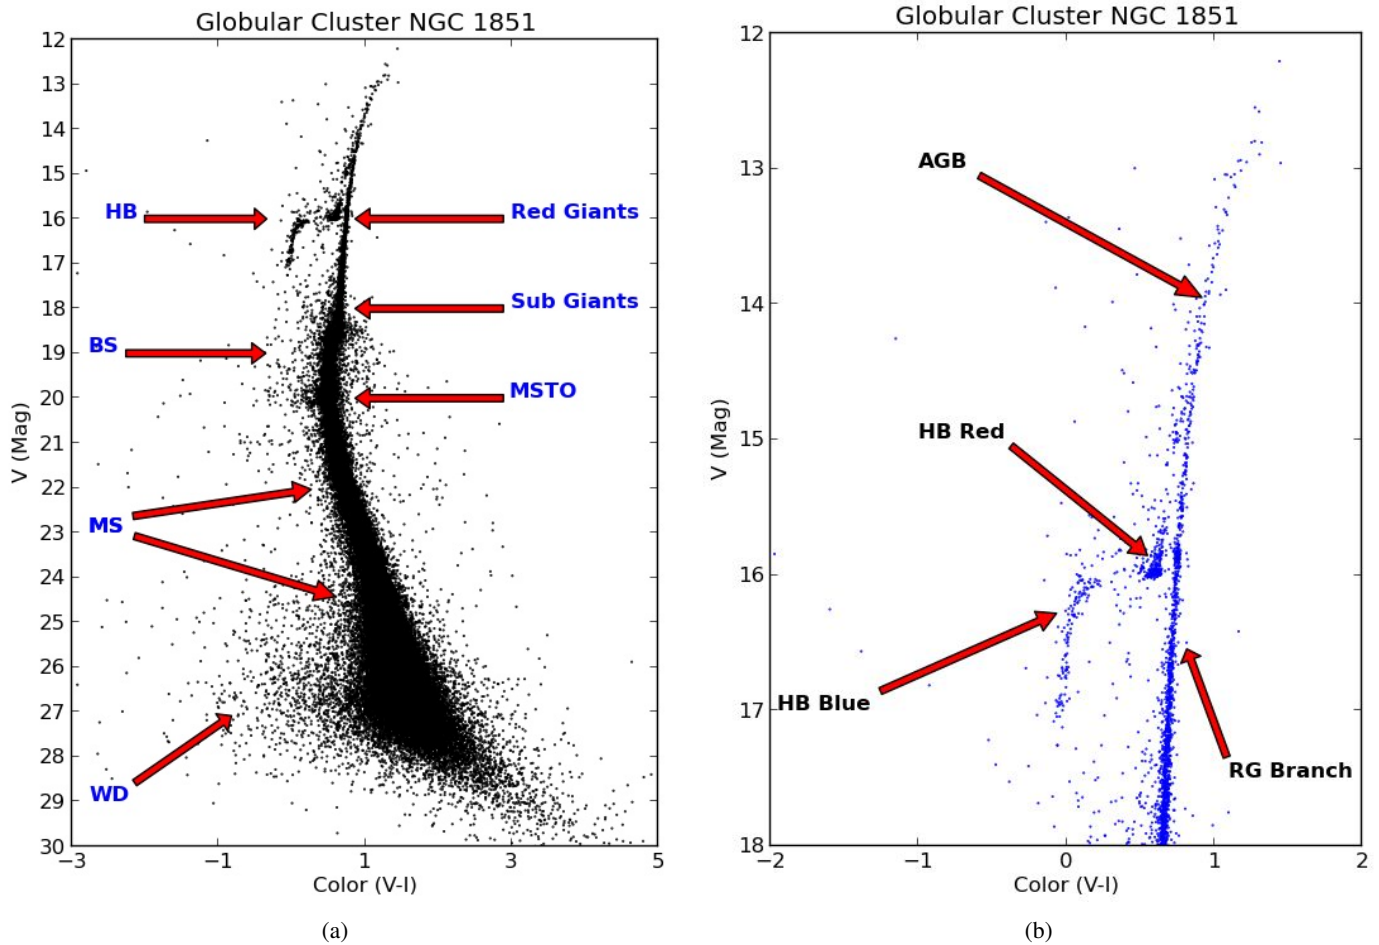 Globular Cluster NGC 1851
12
13
14
15
16
17
18
19
20
21
22
23
24
25
26
27
28
29
30
V (Mag)
HB
Red Giants
Sub Giants
BS
MSTO
MS
WD
−3
−1
1
3
5
Color (V-I)
(a)
Globular Cluster NGC 1851
12
13
14
15
16
17
18
V (Mag)
AGB
HB Red
HB Blue
RG Branch
−2
−1
0
1
2
Color (V-I)
(b)